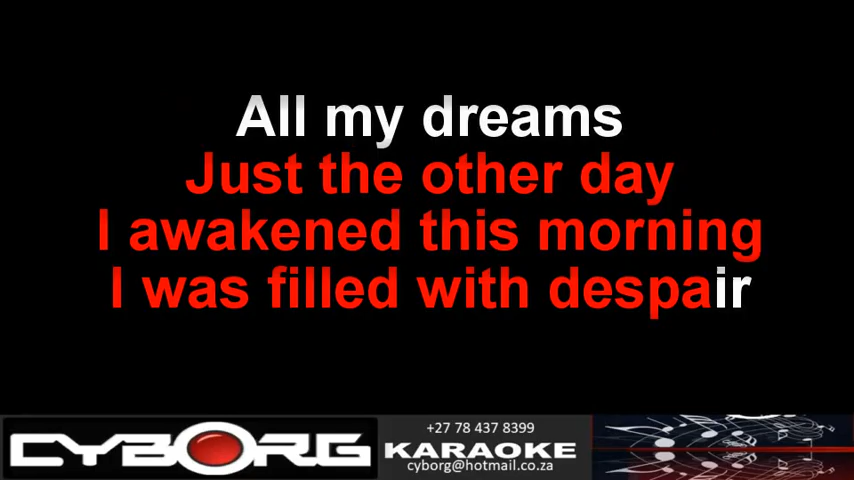 All my dreams
Just the other day
I awakened this morning
I was filled with despair
CYBORG
+27 78 437 8399
KARAOKE
cyborg@hotmail.co.za